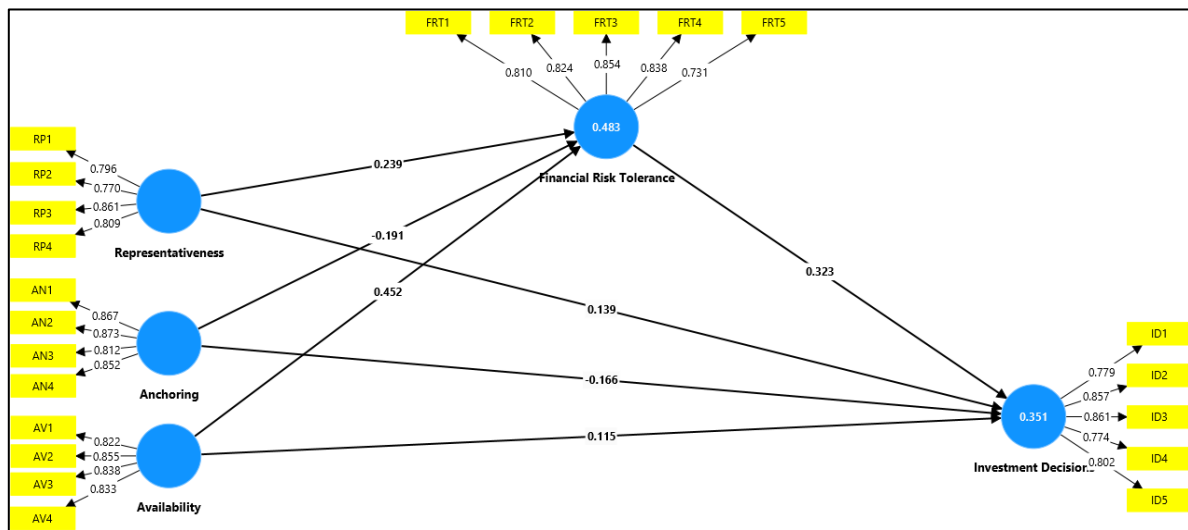 FRT1 FRT2 FRT3 FRT4 FRT5
0.810 0.824 0.854 0.838 0.731
0.483
Financial Risk Tolerance
RP1
RP2
RP3
RP4
0.796
0.770
0.861
0.809
Representativeness
0.239
-0.191
0.452
0.323
0.139
-0.166
0.115
AN1
AN2
AN3
AN4
0.867
0.873
0.812
0.852
Anchoring
AV1
AV2
AV3
AV4
0.822
0.855
0.838
0.833
Availability
ID1
ID2
ID3
ID4
ID5
0.779
0.857
0.861
0.774
0.802
0.351
Investment Decisions